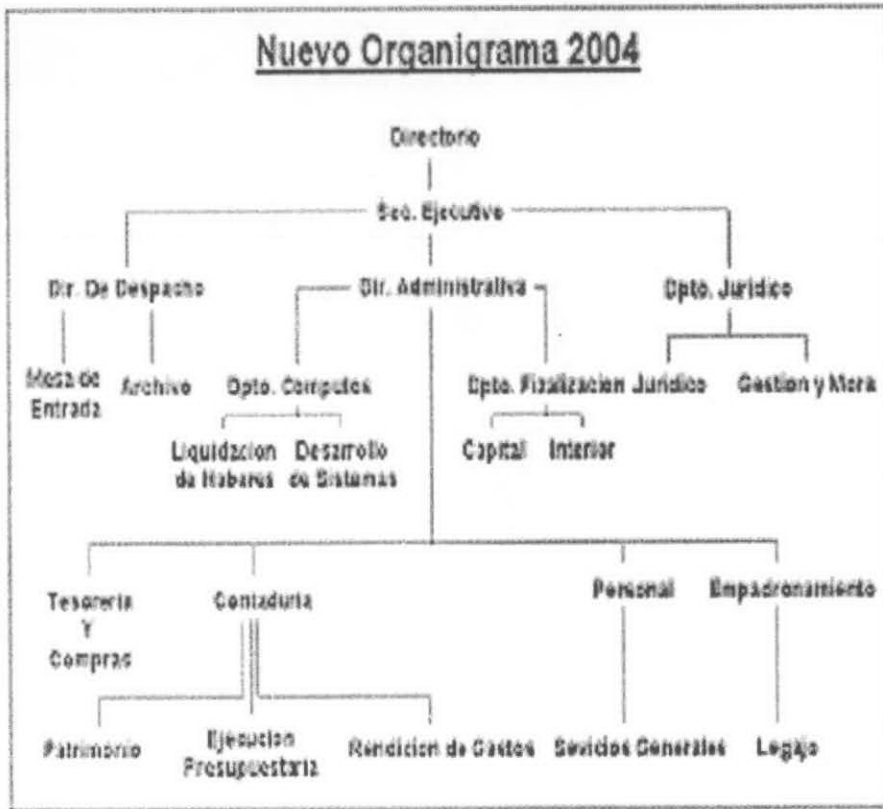 Nuevo Organigrama 2004
Directorio
Sec. Ejecutivo
Dir. De Despacho
Dir. Administrativa
Dpto. Juridico
Mesa de
Entrada
Archivo
Dpto. Computos
Dpto. Fizalizacion
Juridico
Gestion y Mora
Liquidacion
de Haberes
Desarrollo
de Sistemas
Capital
Interior
Tesoreria
Y
Compras
Contaduria
Personal
Empadronamiento
Patrimonio
Ejecucion
Presupuestaria
Rendicion de Gastos
Sevicios Generales
Legajo